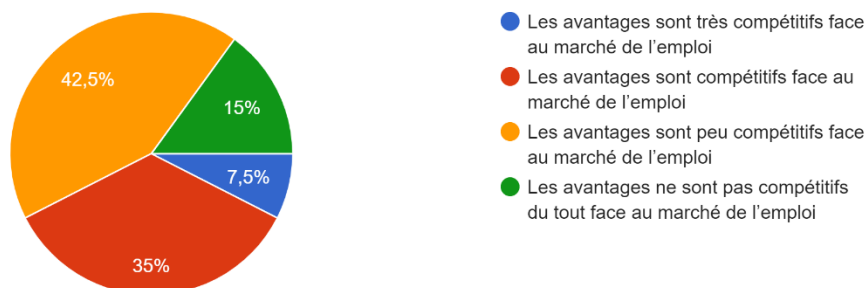 42,5%
15%
7,5%
35%
Les avantages sont très compétitifs face
au marché de l’emploi
Les avantages sont compétitifs face au
marché de l’emploi
Les avantages sont peu compétitifs face
au marché de l’emploi
Les avantages ne sont pas compétitifs
du tout face au marché de l’emploi